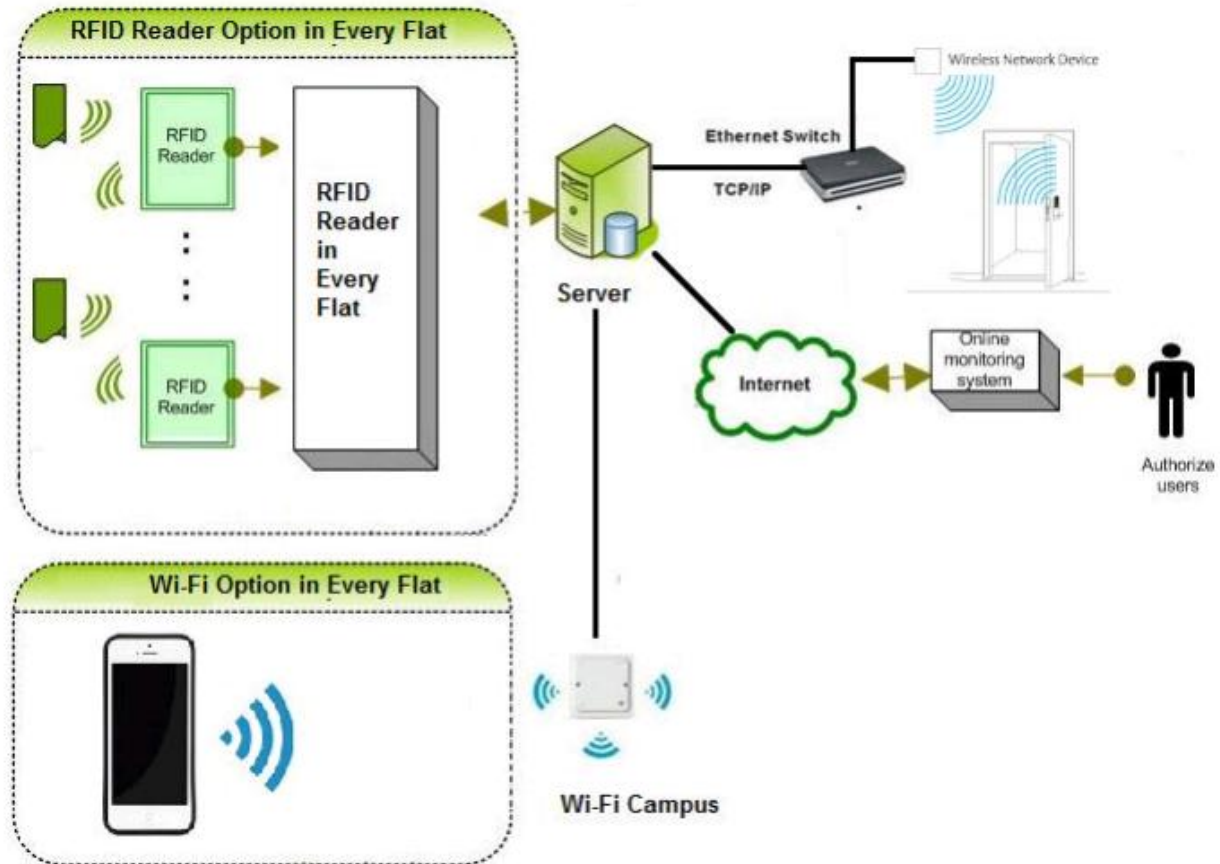 RFID Reader Option in Every Flat
RFID
Reader
RFID
Reader
RFID
Reader
in
Every
Flat
Server
Ethernet Switch
TCP/IP
Wireless Network Device
Internet
Online
monitoring
system
Authorize
users
Wi-Fi Option in Every Flat
Wi-Fi Campus